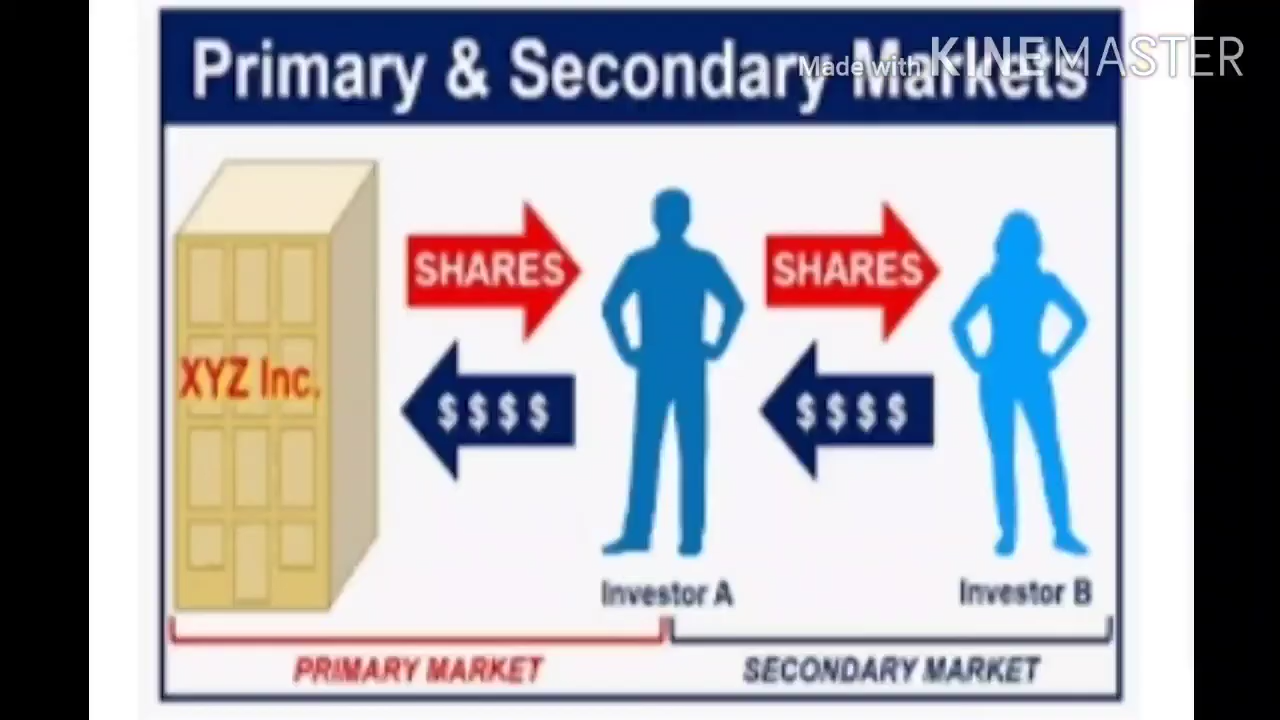 Primary & Secondary Markets
Made with KINEMASTER
SHARES
SHARES
XYZ Inc.
$ $ $ $
$ $ $ $
Investor A
Investor B
PRIMARY MARKET
SECONDARY MARKET